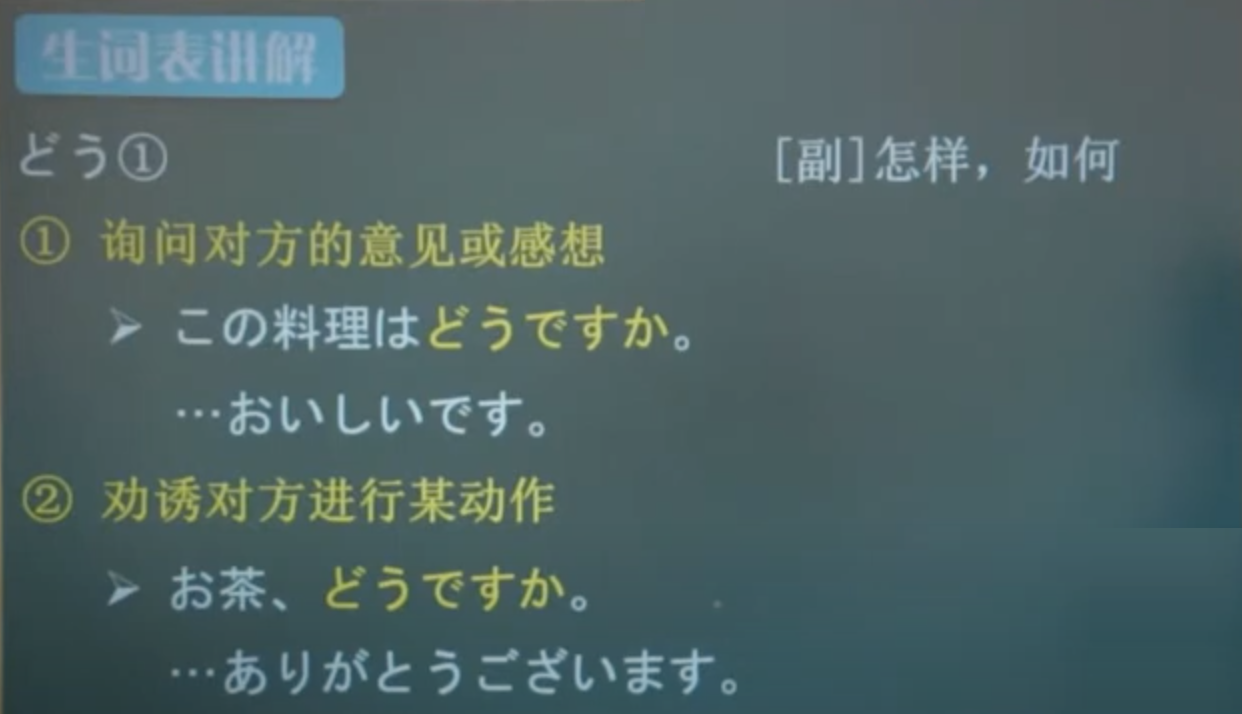 生词表讲解
どう① [副]怎样，如何
① 询问对方的意见或感想
➢ この料理はどうですか。
…おいしいです。
② 劝诱对方进行某动作
➢ お茶、どうですか。
…ありがとうございます。